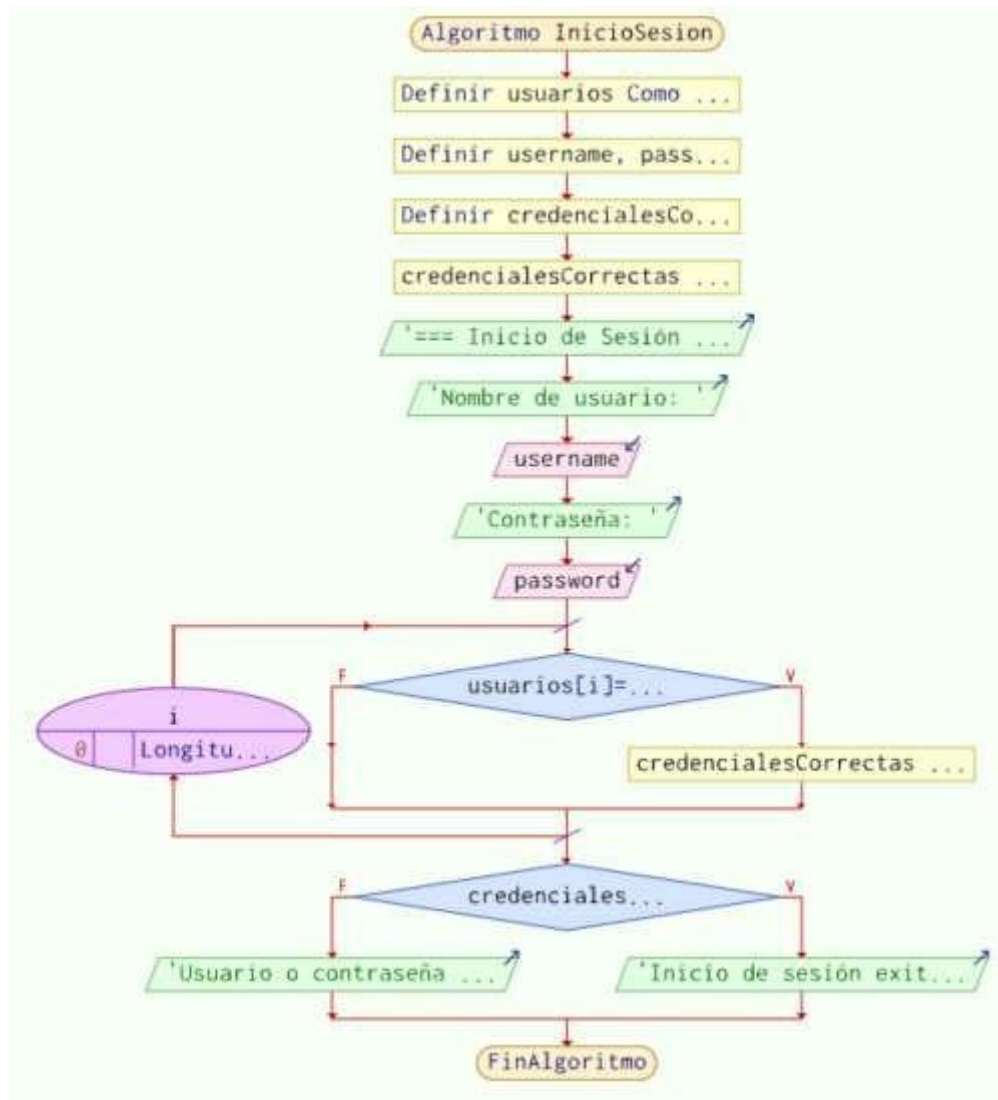 Algoritmo InicioSesion
Definir usuarios Como ...
Definir username, pass...
Definir credencialesCo...
credencialesCorrectas ...
'=== Inicio de Sesión ...
'Nombre de usuario: '
username
'Contraseña: '
password
F
usuarios[i]=...
V
i
0
Longitu...
credencialesCorrectas ...
F
credenciales...
V
'Usuario o contraseña ...
'Inicio de sesión exit...
FinAlgoritmo